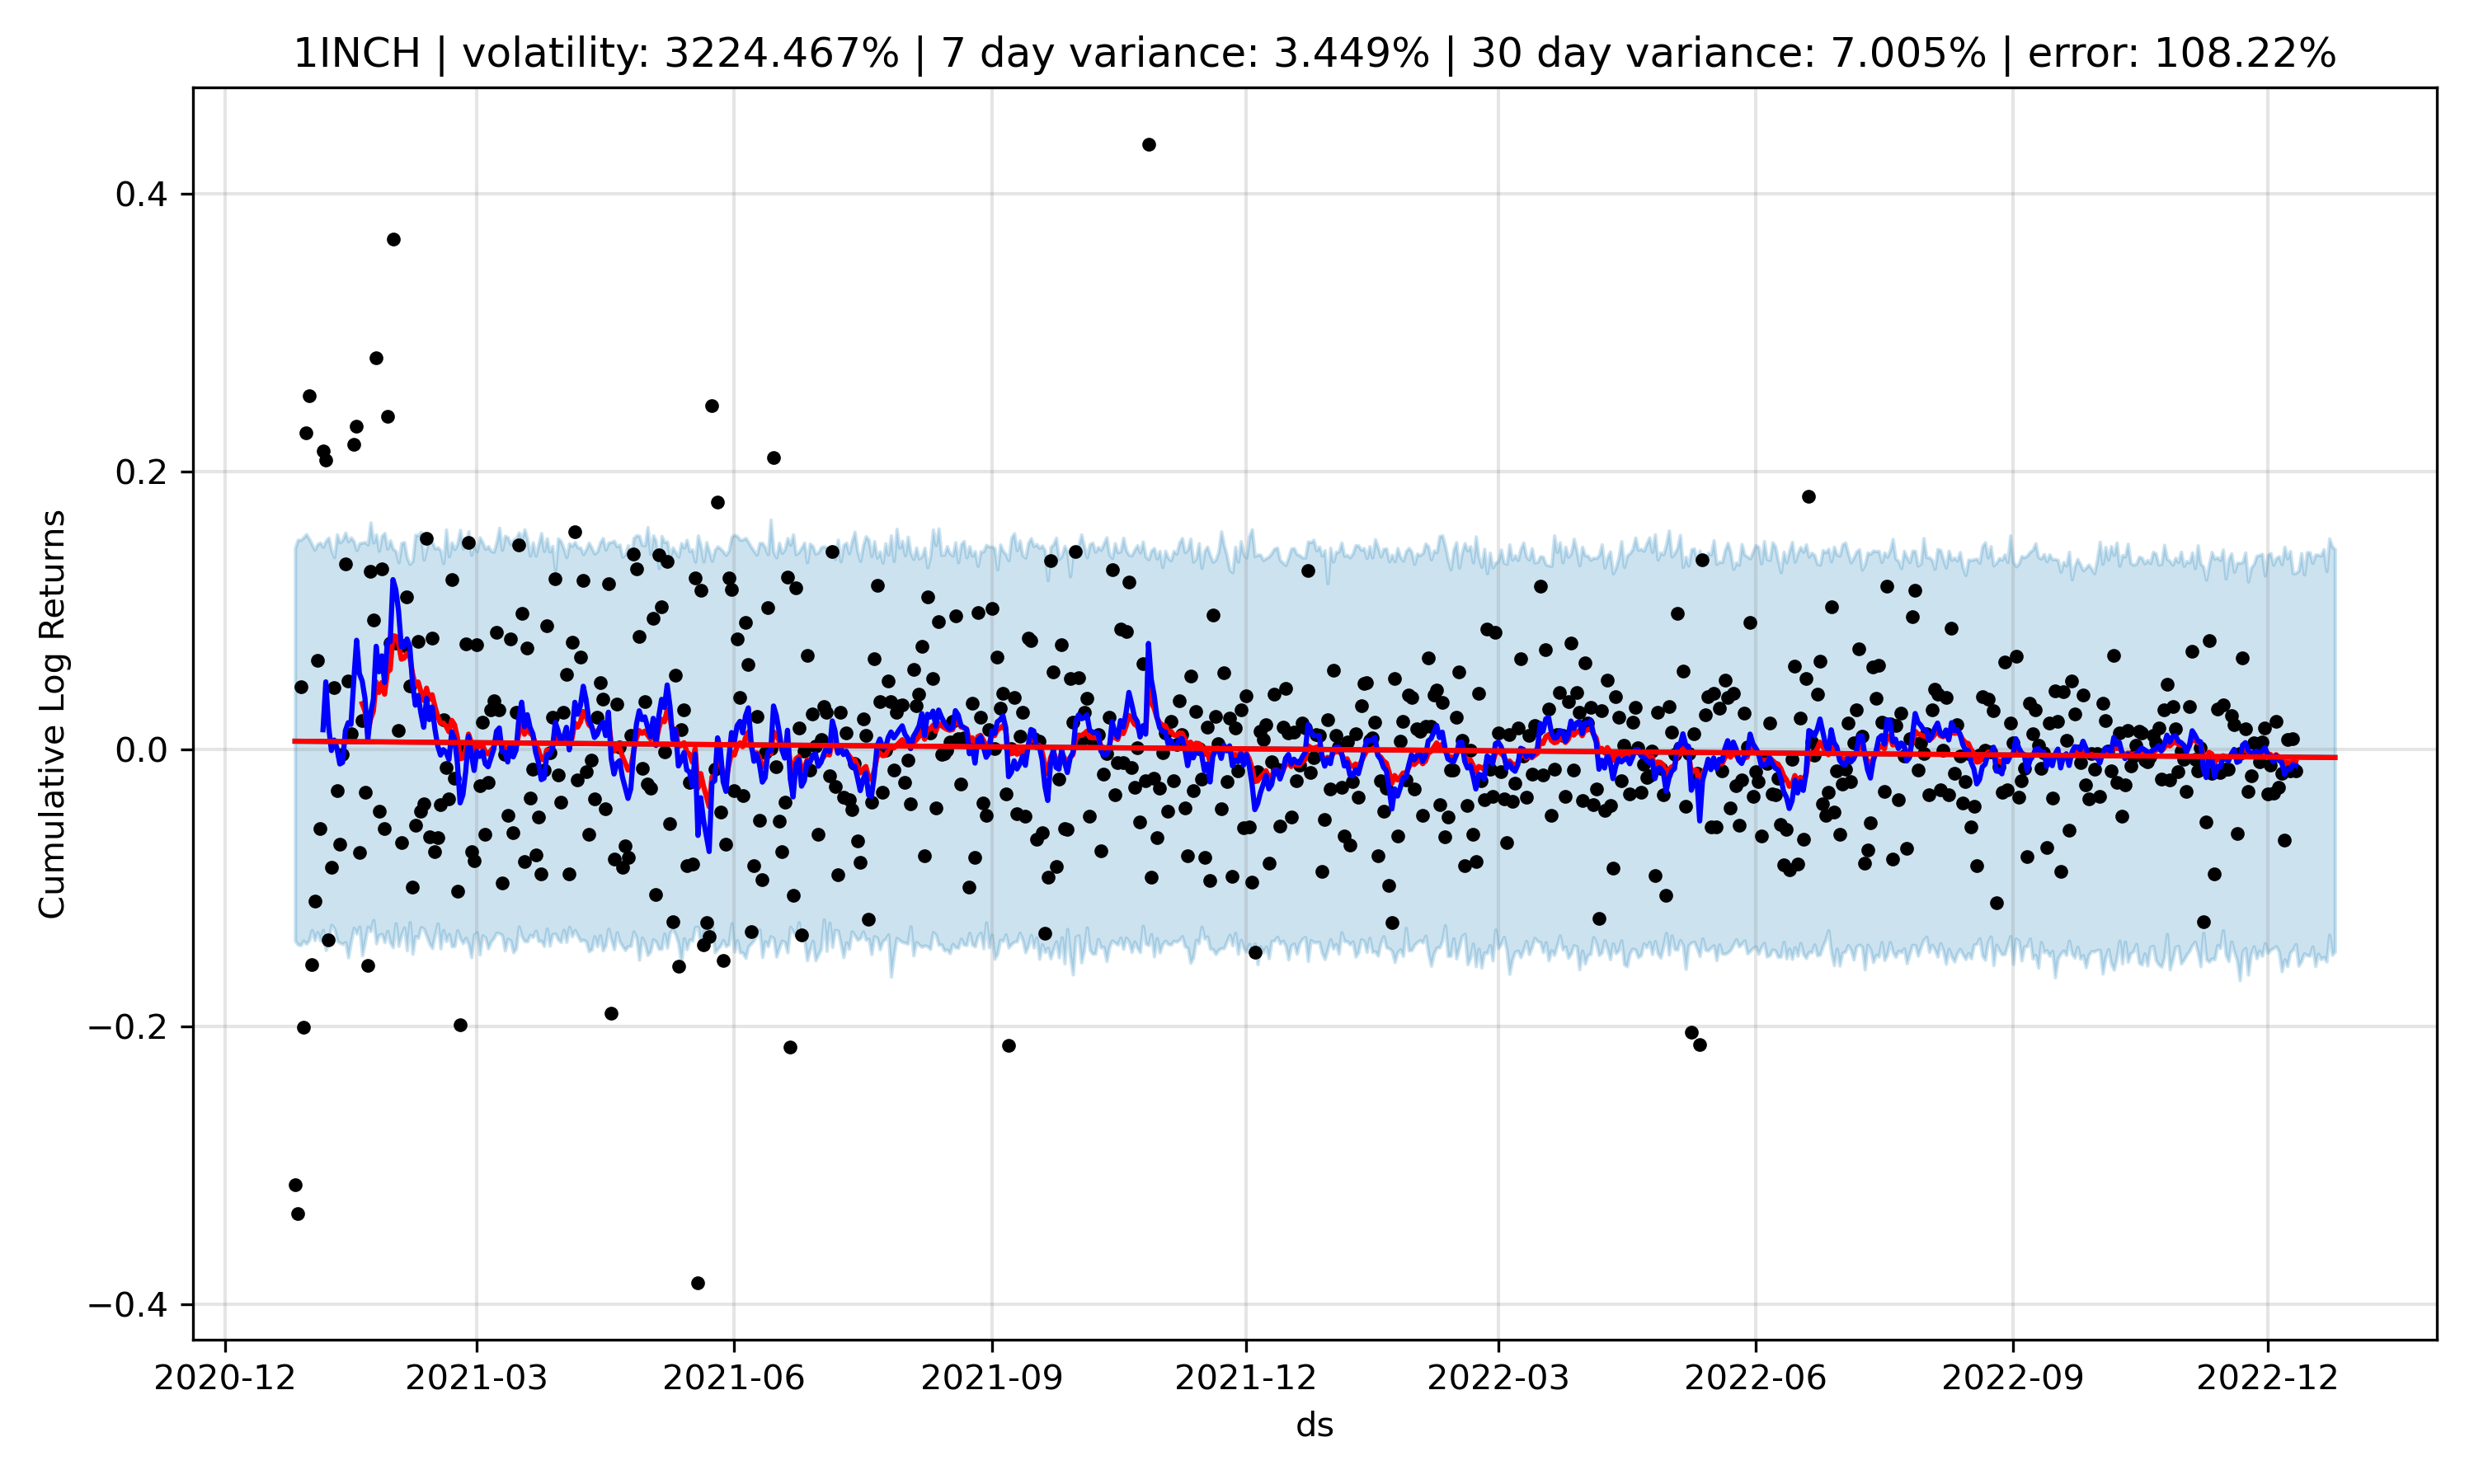 1INCH | volatility: 3224.467% | 7 day variance: 3.449% | 30 day variance: 7.005% | error: 108.22%
Cumulative Log Returns
0.4
0.2
0.0
−0.2
−0.4
2020-12 2021-03 2021-06 2021-09 2021-12 2022-03 2022-06 2022-09 2022-12
ds